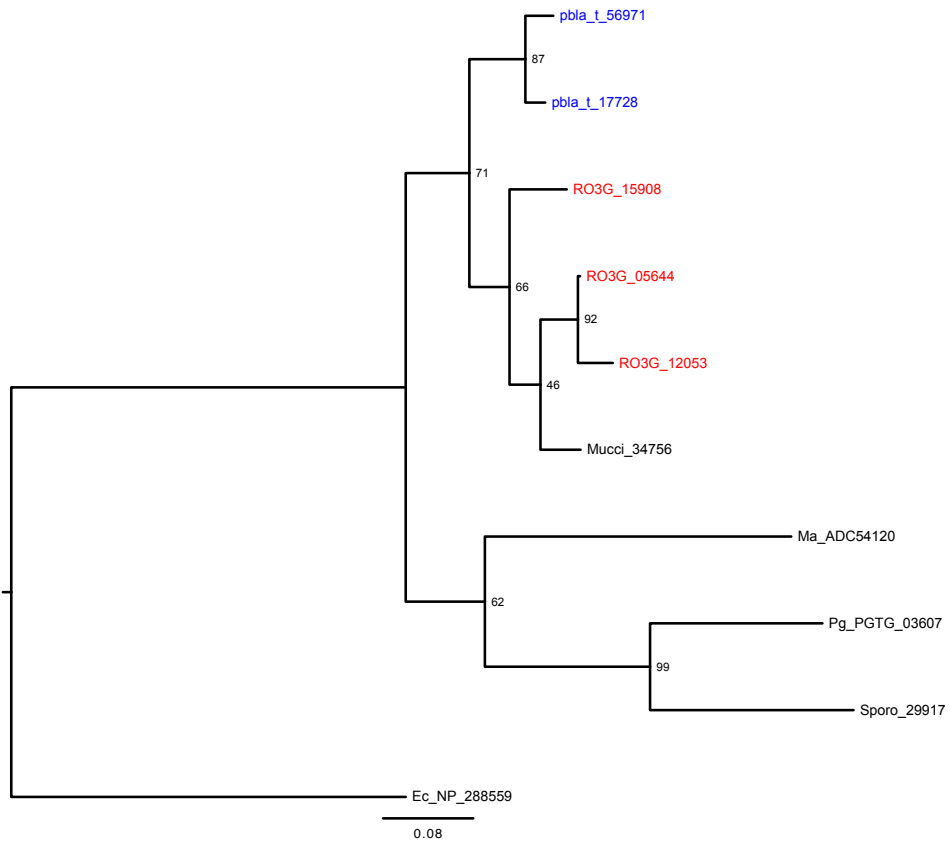 pbla_t_56971
87
pbla_t_17728
71
RO3G_15908
RO3G_05644
66
92
RO3G_12053
46
Mucci_34756
Ma_ADC54120
62
Pg_PGTG_03607
99
Sporo_29917
Ec_NP_288559
0.08